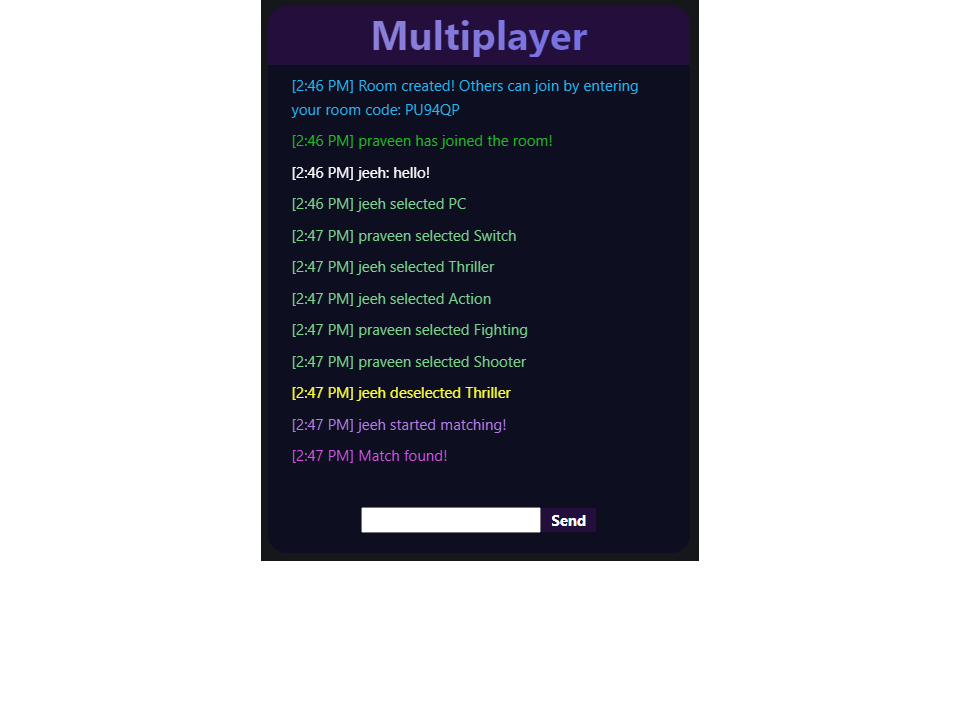 Multiplayer
[2:46 PM] Room created! Others can join by entering
your room code: PU94QP
[2:46 PM] praveen has joined the room!
[2:46 PM] jeeh: hello!
[2:46 PM] jeeh selected PC
[2:47 PM] praveen selected Switch
[2:47 PM] jeeh selected Thriller
[2:47 PM] jeeh selected Action
[2:47 PM] praveen selected Fighting
[2:47 PM] praveen selected Shooter
[2:47 PM] jeeh deselected Thriller
[2:47 PM] jeeh started matching!
[2:47 PM] Match found!
Send